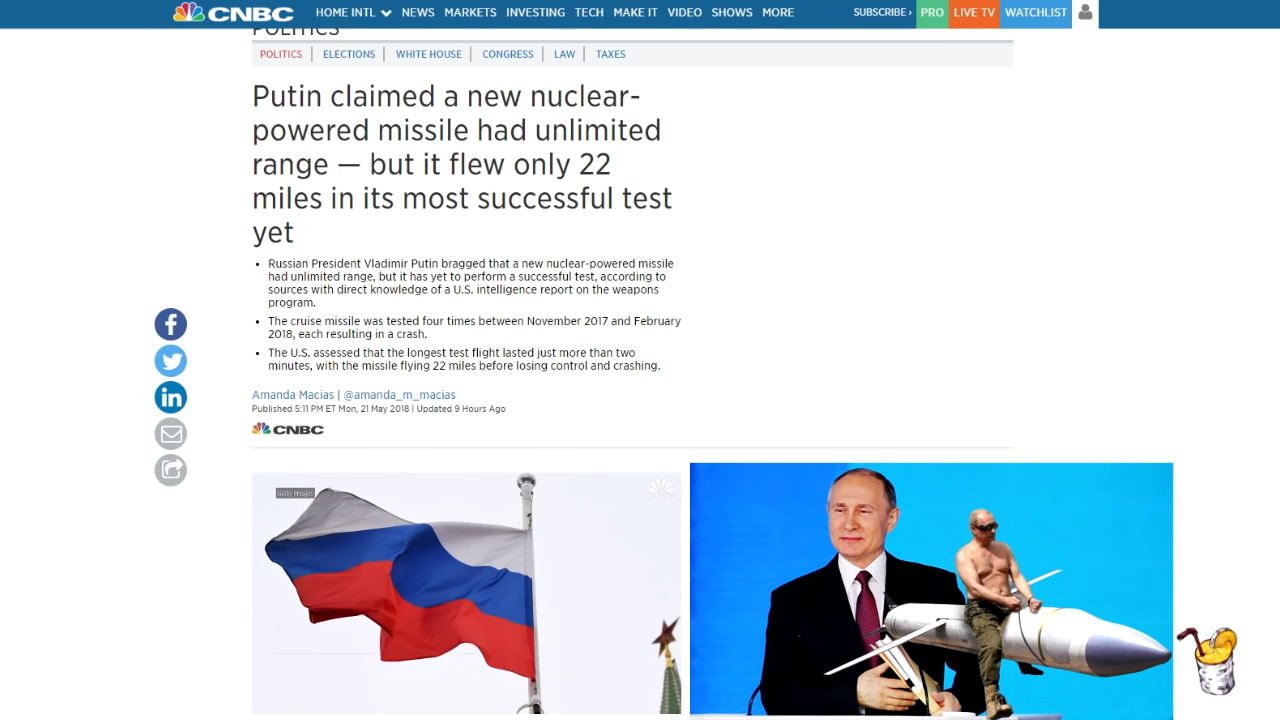 CNBC HOME INTL NEWS MARKETS INVESTING TECH MAKE IT VIDEO SHOWS MORE SUBSCRIBE › PRO LIVE TV WATCHLIST
POLITICS
POLITICS | ELECTIONS | WHITE HOUSE | CONGRESS | LAW | TAXES
Putin claimed a new nuclear-
powered missile had unlimited
range — but it flew only 22
miles in its most successful test
yet
• Russian President Vladimir Putin bragged that a new nuclear-powered missile
had unlimited range, but it has yet to perform a successful test, according to
sources with direct knowledge of a U.S. intelligence report on the weapons
program.
• The cruise missile was tested four times between November 2017 and February
2018, each resulting in a crash.
• The U.S. assessed that the longest test flight lasted just more than two
minutes, with the missile flying 22 miles before losing control and crashing.
Amanda Macias | @amanda_m_macias
Published 5:11 PM ET Mon, 21 May 2018 | Updated 9 Hours Ago
CNBC
Getty Images